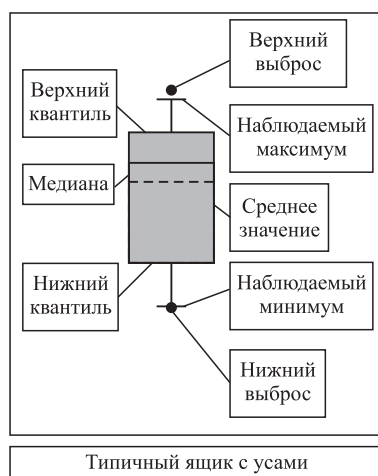 Верхний
выброс
Верхний
квантиль
Наблюдаемый
максимум
Медиана
Среднее
значение
Нижний
квантиль
Наблюдаемый
минимум
Нижний
выброс
Типичный ящик с усами